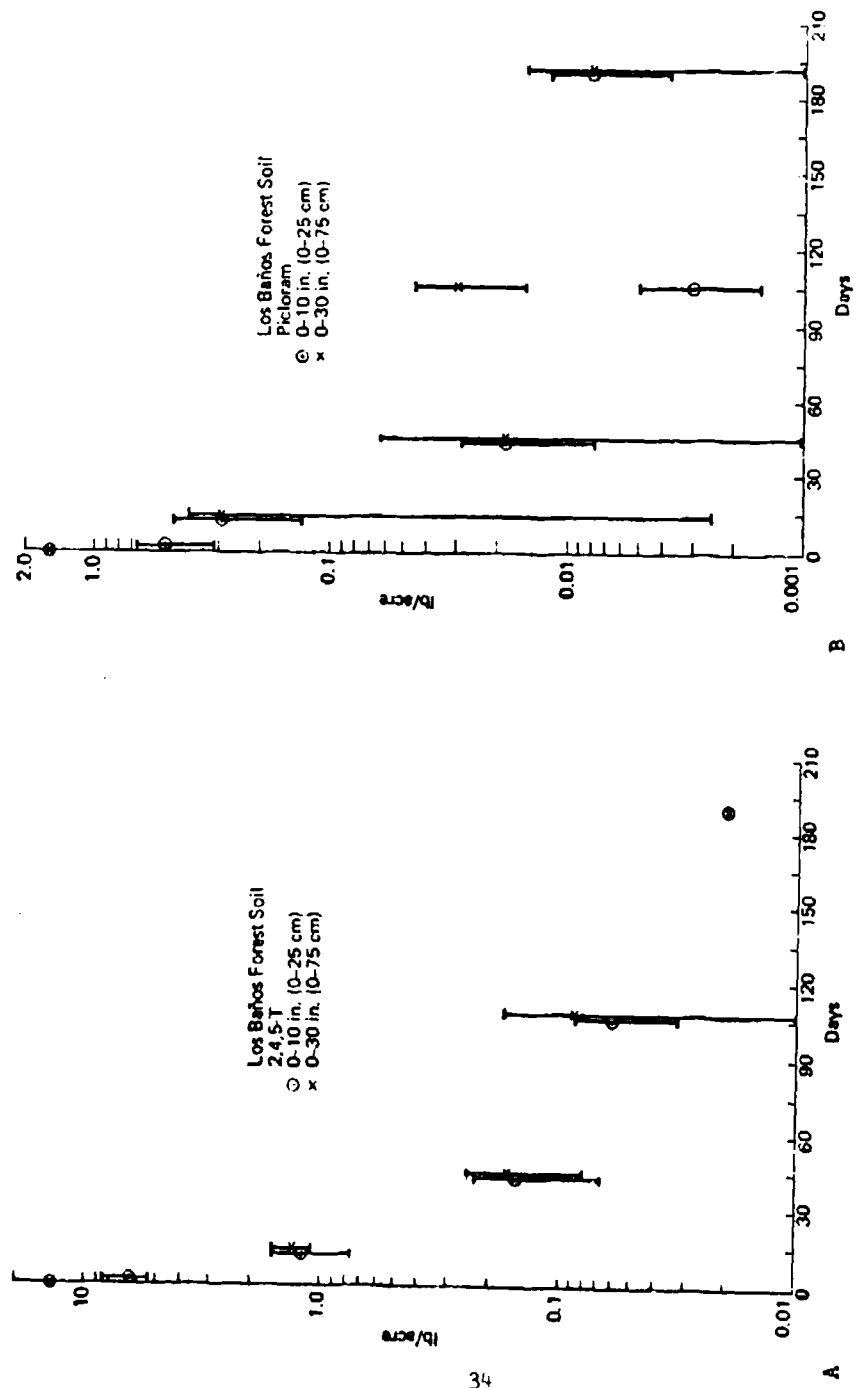 Los Baños Forest Soil
2,4,5-T
0-10 in. (0-25 cm)
x 0-30 in. (0-75 cm)
lb/acre
10
1.0
0.1
0.01
0
30
60
90
120
150
180
210
Days
A
Los Baños Forest Soil
Picloram
0-10 in. (0-25 cm)
x 0-30 in. (0-75 cm)
lb/acre
2.0
1.0
0.1
0.01
0.001
0
30
60
90
120
150
180
210
Days
B
34